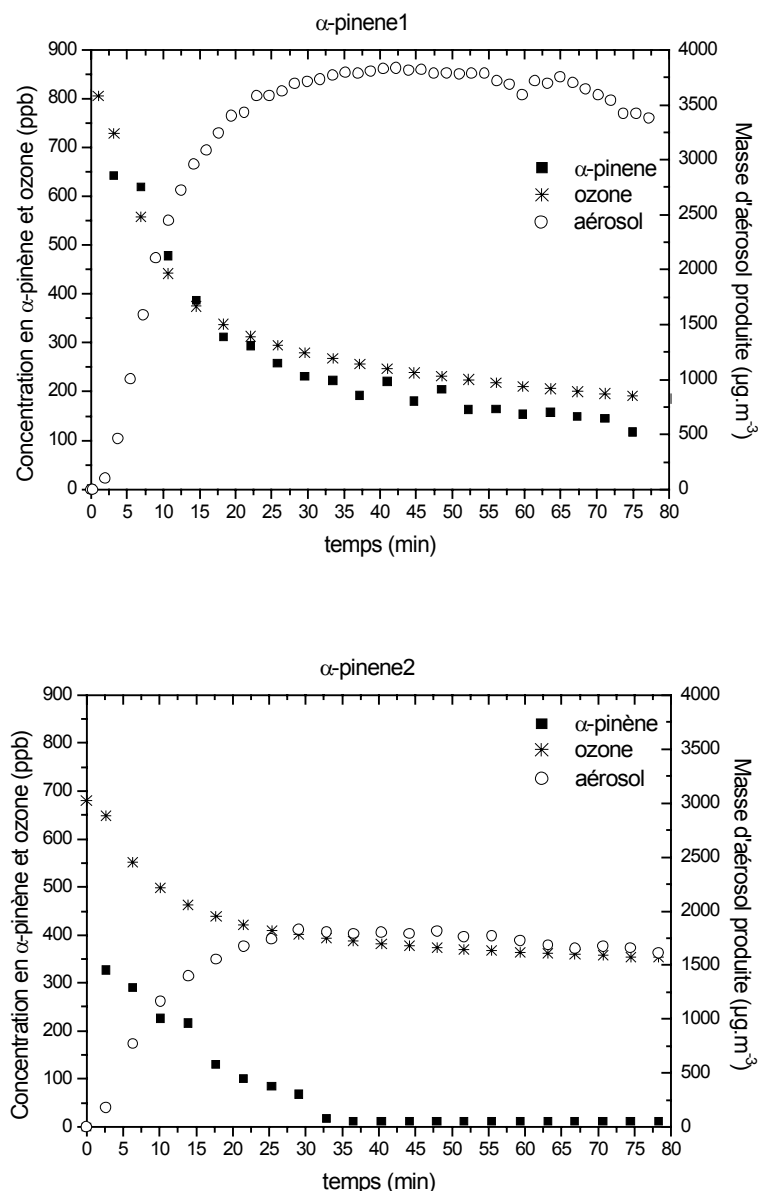 α-pinene1
Concentration en α-pinène et ozone (ppb)
900
800
700
600
500
400
300
200
100
0
α-pinene
ozone
aérosol
4000
3500
3000
2500
2000
1500
1000
500
0
Masse d'aérosol produite (µg.m⁻³)
0 5 10 15 20 25 30 35 40 45 50 55 60 65 70 75 80
temps (min)
α-pinene2
Concentration en α-pinène et ozone (ppb)
900
800
700
600
500
400
300
200
100
0
α-pinène
ozone
aérosol
4000
3500
3000
2500
2000
1500
1000
500
0
Masse d'aérosol produite (µg.m⁻³)
0 5 10 15 20 25 30 35 40 45 50 55 60 65 70 75 80
temps (min)